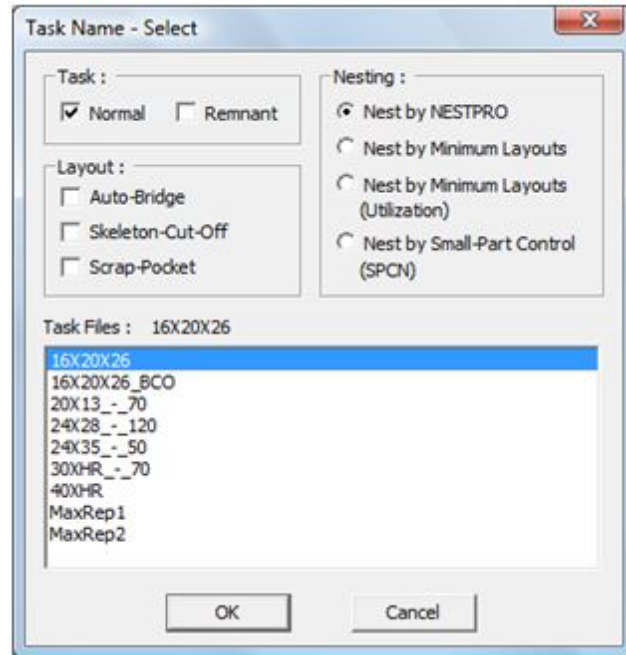 Task Name - Select
Task :
Normal
Remnant
Layout :
Auto-Bridge
Skeleton-Cut-Off
Scrap-Pocket
Nesting :
Nest by NESTPRO
Nest by Minimum Layouts
Nest by Minimum Layouts
(Utilization)
Nest by Small-Part Control
(SPCN)
Task Files : 16X20X26
16X20X26
16X20X26_BCO
20X13_-_70
24X28_-_120
24X35_-_50
30XHR_-_70
40XHR
MaxRep1
MaxRep2
OK
Cancel